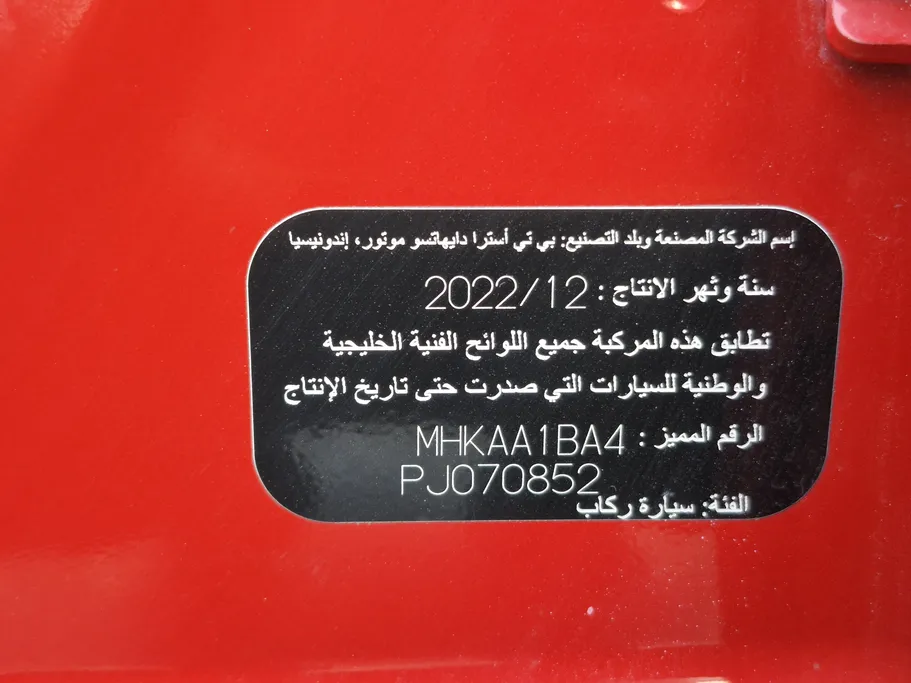 إسم الشركة المصنعة وبلد التصنيع: بي تي أسترا دايهاتسو موتور، إندونيسيا
سنة وشهر الانتاج : 2022/12
تطابق هذه المركبة جميع اللوائح الفنية الخليجية
والوطنية للسيارات التي صدرت حتى تاريخ الإنتاج
الرقم المميز : MHKAA1BA4
PJ070852
الفئة: سيارة ركاب